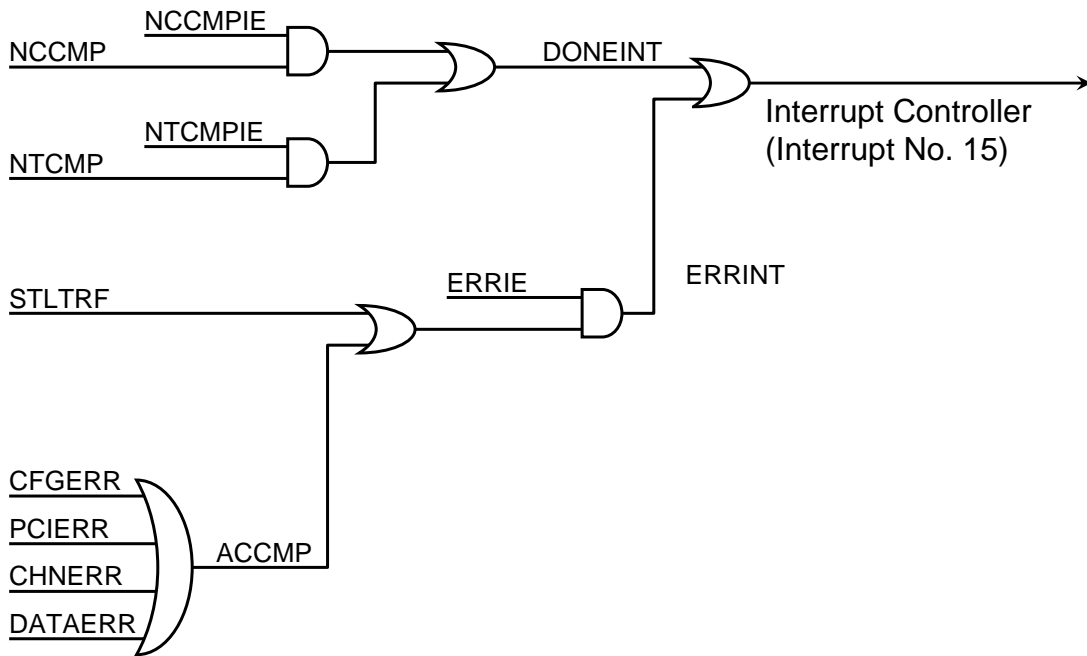 NCCMPIE
NCCMP
DONEINT
Interrupt Controller
(Interrupt No. 15)
NTCMPIE
NTCMP
ERRIE
ERRINT
STLTRF
CFGERR
PCIERR
ACCMP
CHNERR
DATAERR